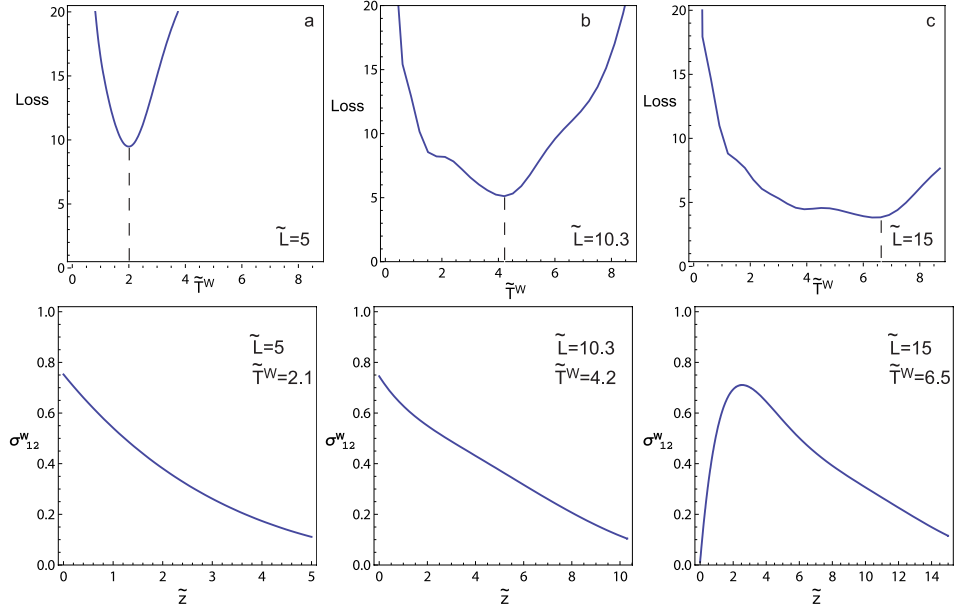 a
20
15
Loss
10
5
0
L̃=5
0 2 4 6 8
T̃ᵂ
b
20
15
Loss
10
5
0
L̃=10.3
0 2 4 6 8
T̃ᵂ
c
20
15
Loss
10
5
0
L̃=15
0 2 4 6 8
T̃ᵂ
1.0
0.8
0.6
σᵂ₁₂
0.4
0.2
0.0
L̃=5
T̃ᵂ=2.1
0 1 2 3 4 5
z̃
1.0
0.8
0.6
σᵂ₁₂
0.4
0.2
0.0
L̃=10.3
T̃ᵂ=4.2
0 2 4 6 8 10
z̃
1.0
0.8
0.6
σᵂ₁₂
0.4
0.2
0.0
L̃=15
T̃ᵂ=6.5
0 2 4 6 8 10 12 14
z̃